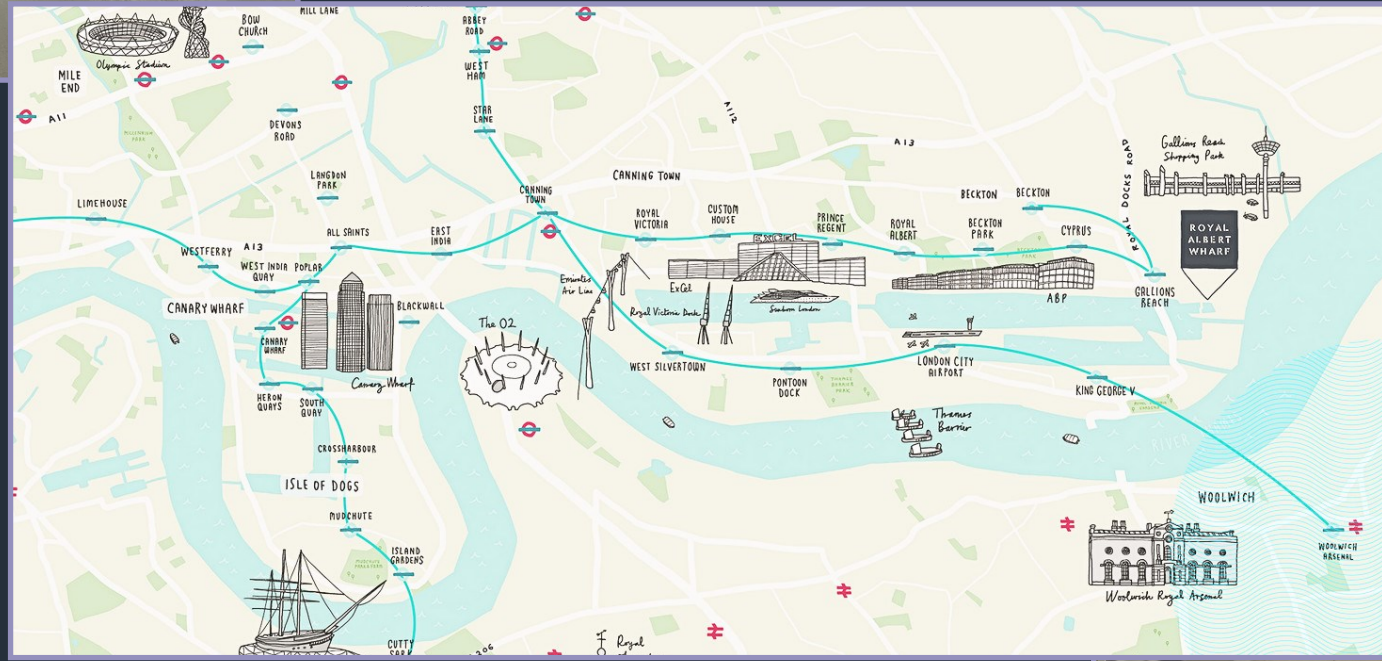 MILL LANE
BOW
CHURCH
ABBEY
ROAD
Olympic Stadium
MILE
END
WEST
HAM
A11
DEVONS
ROAD
STAR
LANE
A112
A13
ROYAL DOCKS ROAD
Gallions Reach
Shopping Park
LANGDON
PARK
CANNING TOWN
CANNING
TOWN
LIMEHOUSE
ALL SAINTS
EAST
INDIA
ROYAL
VICTORIA
CUSTOM
HOUSE
PRINCE
REGENT
ROYAL
ALBERT
BECKTON
BECKTON
BECKTON
PARK
CYPRUS
ROYAL
ALBERT
WHARF
WESTFERRY
A13
WEST INDIA
QUAY
POPLAR
EXCEL
ExCel
Emirates
Air Line
Royal Victoria Dock
Sunborn London
ABP
GALLIONS
REACH
CANARY WHARF
BLACKWALL
CANARY
WHARF
The O2
Canary Wharf
HERON
QUAYS
SOUTH
QUAY
WEST SILVERTOWN
PONTOON
DOCK
THAMES
BARRIER
PARK
LONDON CITY
AIRPORT
KING GEORGE V
Thames
Barrier
RIVER
CROSSHARBOUR
ISLE OF DOGS
MUDCHUTE
ISLAND
GARDENS
WOOLWICH
WOOLWICH
ARSENAL
Woolwich Royal Arsenal
CUTTY
SARK
Royal